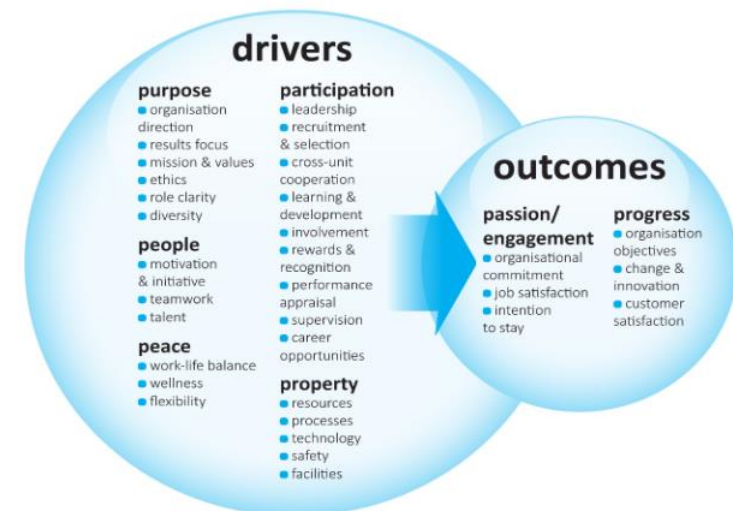 drivers
purpose
organisation
direction
results focus
mission & values
ethics
role clarity
diversity
people
motivation
& initiative
teamwork
talent
peace
work-life balance
wellness
flexibility
participation
leadership
recruitment
& selection
cross-unit
cooperation
learning &
development
involvement
rewards &
recognition
performance
appraisal
supervision
career
opportunities
property
resources
processes
technology
safety
facilities
outcomes
passion/
engagement
organisational
commitment
job satisfaction
intention
to stay
progress
organisation
objectives
change &
innovation
customer
satisfaction